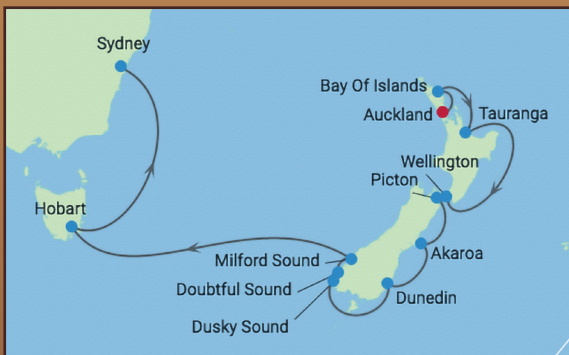 Sydney
Bay Of Islands
Auckland
Tauranga
Wellington
Picton
Hobart
Akaroa
Milford Sound
Doubtful Sound
Dunedin
Dusky Sound